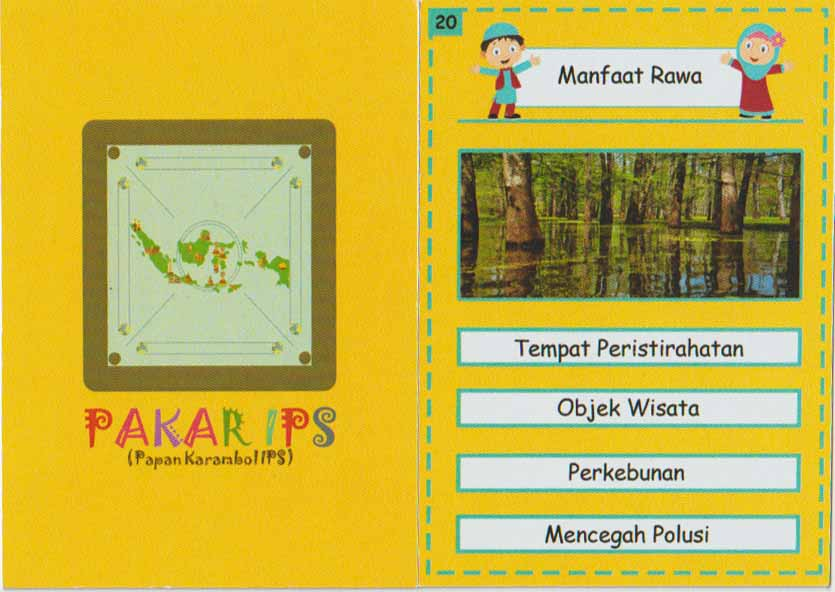 PAKAR IPS
(Papan Karambol IPS)
20
Manfaat Rawa
Tempat Peristirahatan
Objek Wisata
Perkebunan
Mencegah Polusi